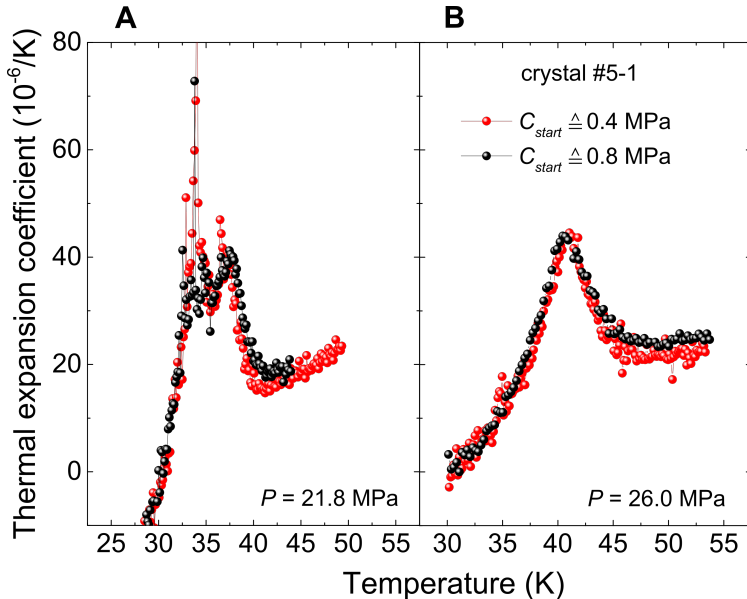 A
B
Thermal expansion coefficient (10⁻⁶/K)
80
60
40
20
0
crystal #5-1
C_start ≙ 0.4 MPa
C_start ≙ 0.8 MPa
P = 21.8 MPa
P = 26.0 MPa
25 30 35 40 45 50 55
30 35 40 45 50 55
Temperature (K)